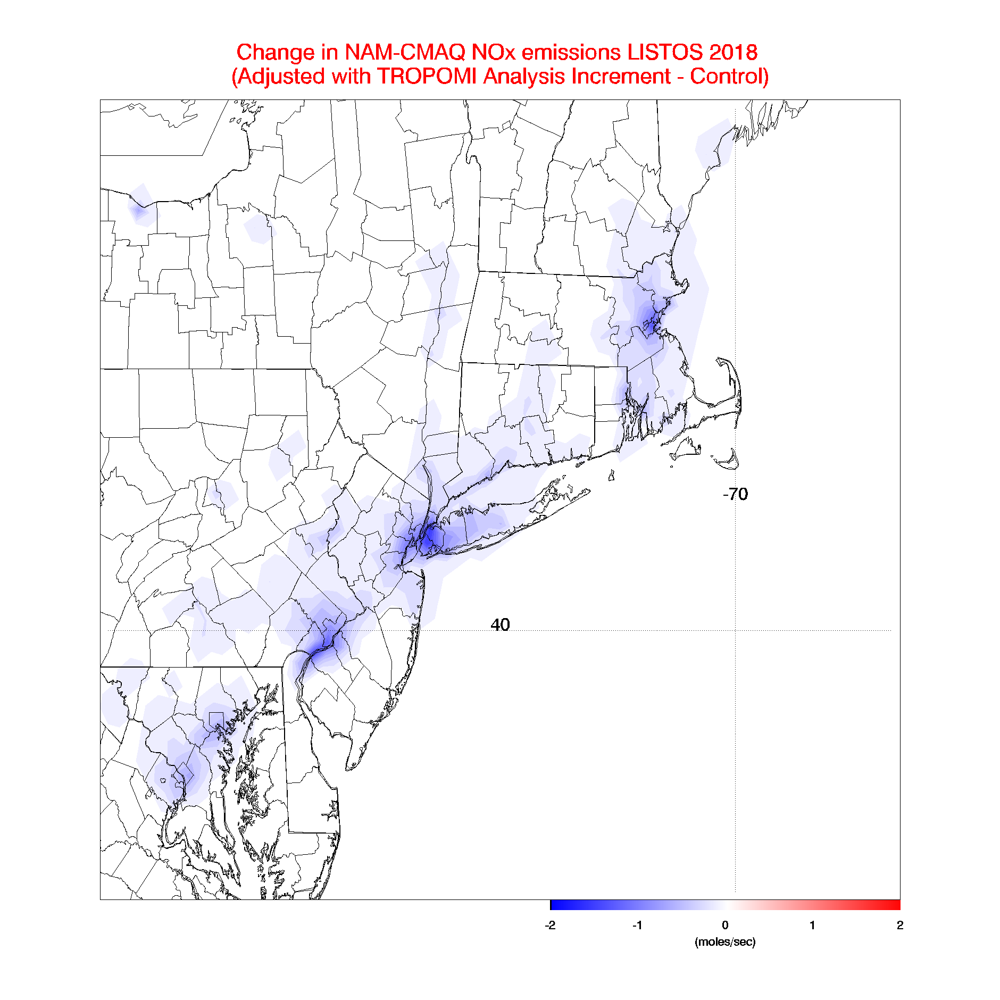 Change in NAM-CMAQ NOx emissions LISTOS 2018
(Adjusted with TROPOMI Analysis Increment - Control)
-70
40
-2 -1 0 1 2
(moles/sec)